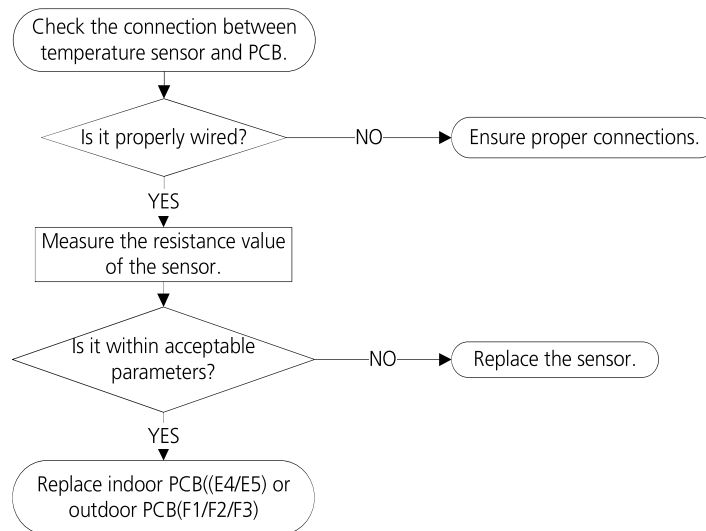 Check the connection between
temperature sensor and PCB.
Is it properly wired?
NO
Ensure proper connections.
YES
Measure the resistance value
of the sensor.
Is it within acceptable
parameters?
NO
Replace the sensor.
YES
Replace indoor PCB((E4/E5) or
outdoor PCB(F1/F2/F3)